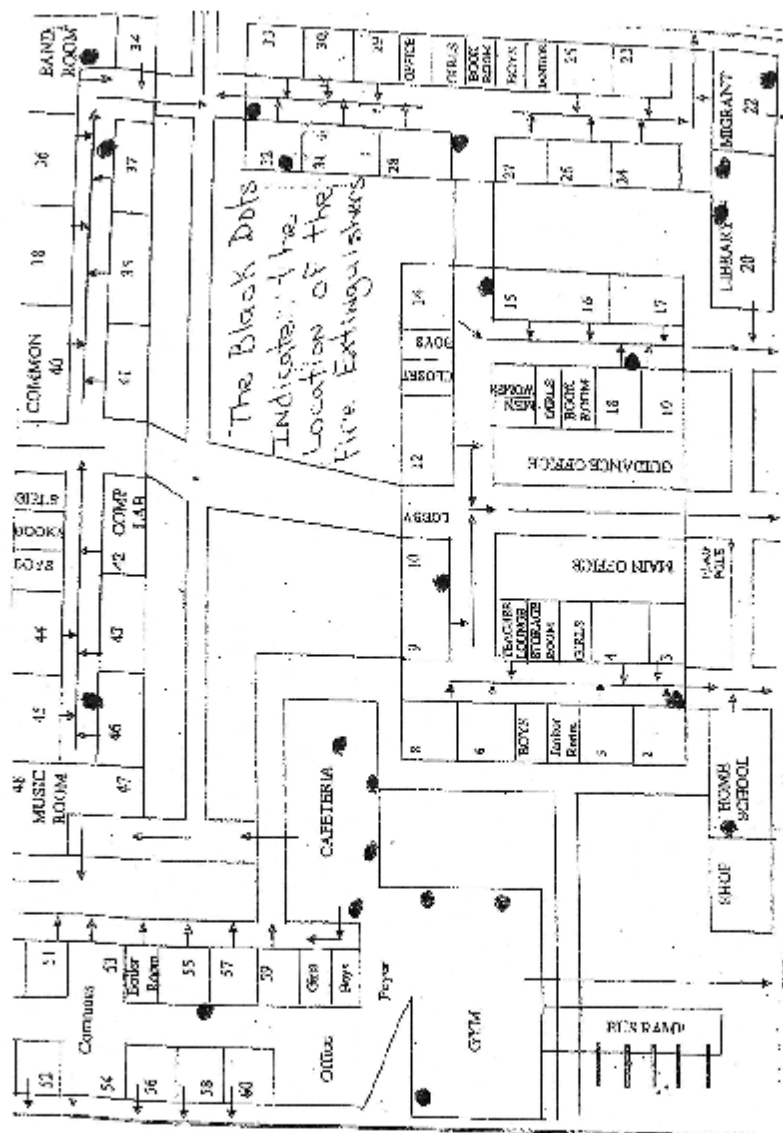 52
51
48
MUSIC
ROOM
45
44
COMMON
40
38
36
BAND
ROOM
34
Commons
54
53
Boiler
Room
47
46
43
42
COMP
LAB
41
39
37
56
55
58
57
60
59
Office
Girls
Boys
Foyer
CAFETERIA
The Black Dots
Indicate the
Location of the
Fire Extinguishers
33
32
31
30
29
28
OFFICE
GIRLS
BOOK
ROOM
BOYS
JANITOR
25
23
27
26
24
8
9
10
LOBBY
12
CLOSET
BOYS
14
6
BOYS
Boiler
Room
5
2
TEACHER
LOUNGE
STORAGE
ROOM
GIRLS
4
3
MAIN OFFICE
GUIDANCE OFFICE
MEN
WOMEN
GIRLS
BOOK
ROOM
18
19
15
16
17
GYM
BUS RAMP
SHOP
HOME
SCHOOL
FLAG
POLE
LIBRARY
20
MIGRANT
22